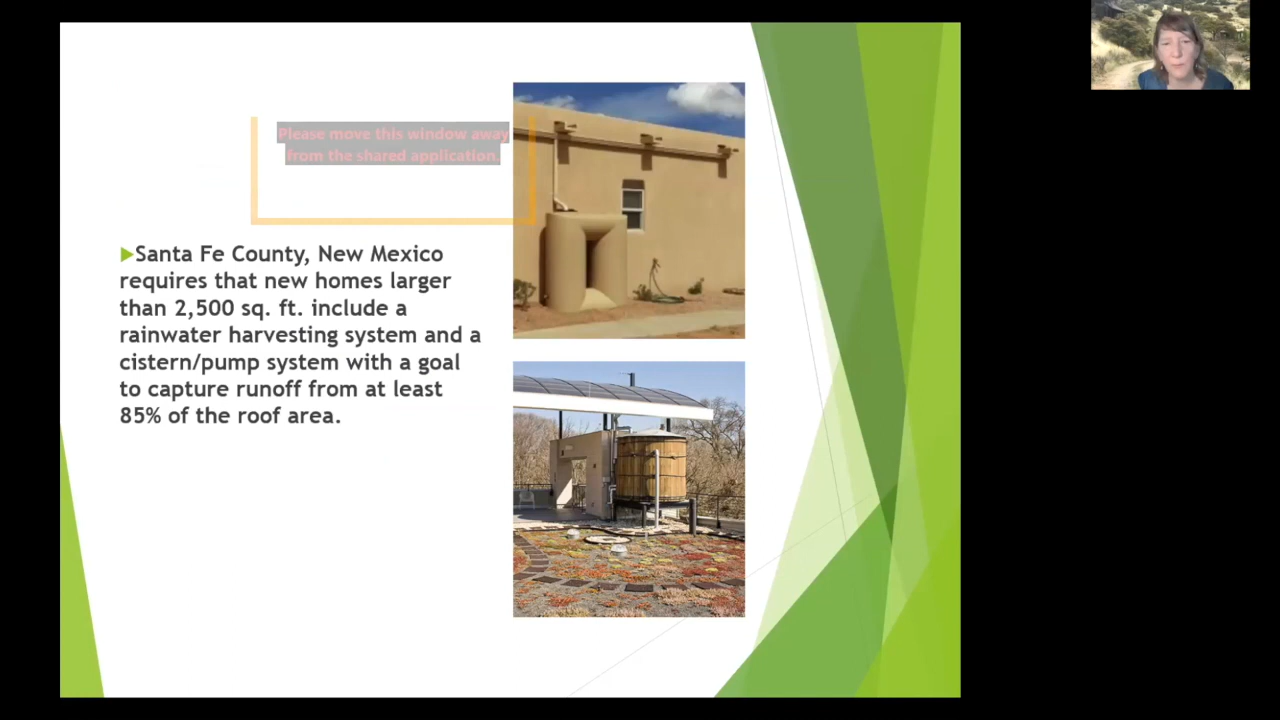 Please move this window away
from the shared application.
Santa Fe County, New Mexico
requires that new homes larger
than 2,500 sq. ft. include a
rainwater harvesting system and a
cistern/pump system with a goal
to capture runoff from at least
85% of the roof area.